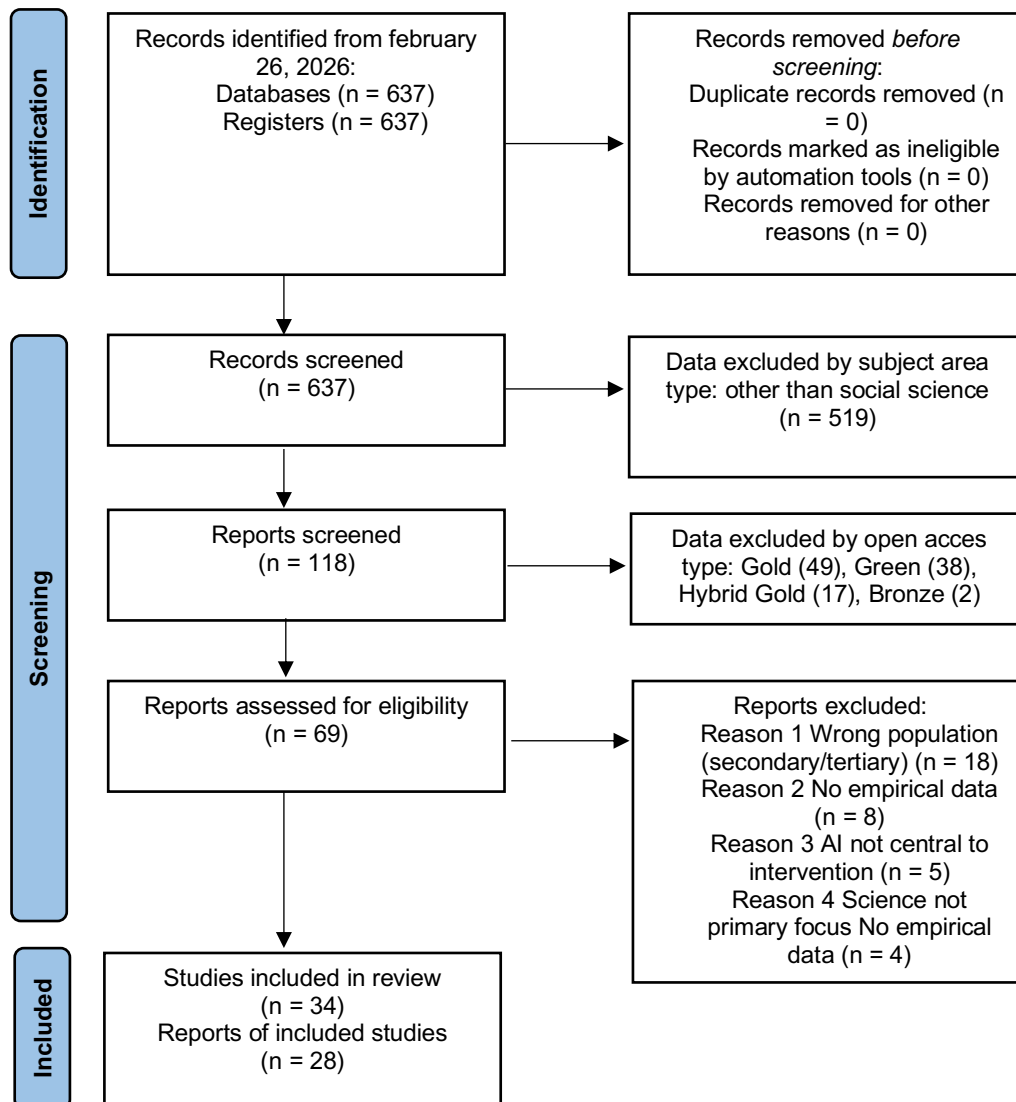 Identification
Records identified from february
26, 2026:
Databases (n = 637)
Registers (n = 637)
Records removed before
screening:
Duplicate records removed (n
= 0)
Records marked as ineligible
by automation tools (n = 0)
Records removed for other
reasons (n = 0)
Screening
Records screened
(n = 637)
Data excluded by subject area
type: other than social science
(n = 519)
Reports screened
(n = 118)
Data excluded by open acces
type: Gold (49), Green (38),
Hybrid Gold (17), Bronze (2)
Reports assessed for eligibility
(n = 69)
Reports excluded:
Reason 1 Wrong population
(secondary/tertiary) (n = 18)
Reason 2 No empirical data
(n = 8)
Reason 3 AI not central to
intervention (n = 5)
Reason 4 Science not
primary focus No empirical
data (n = 4)
Included
Studies included in review
(n = 34)
Reports of included studies
(n = 28)